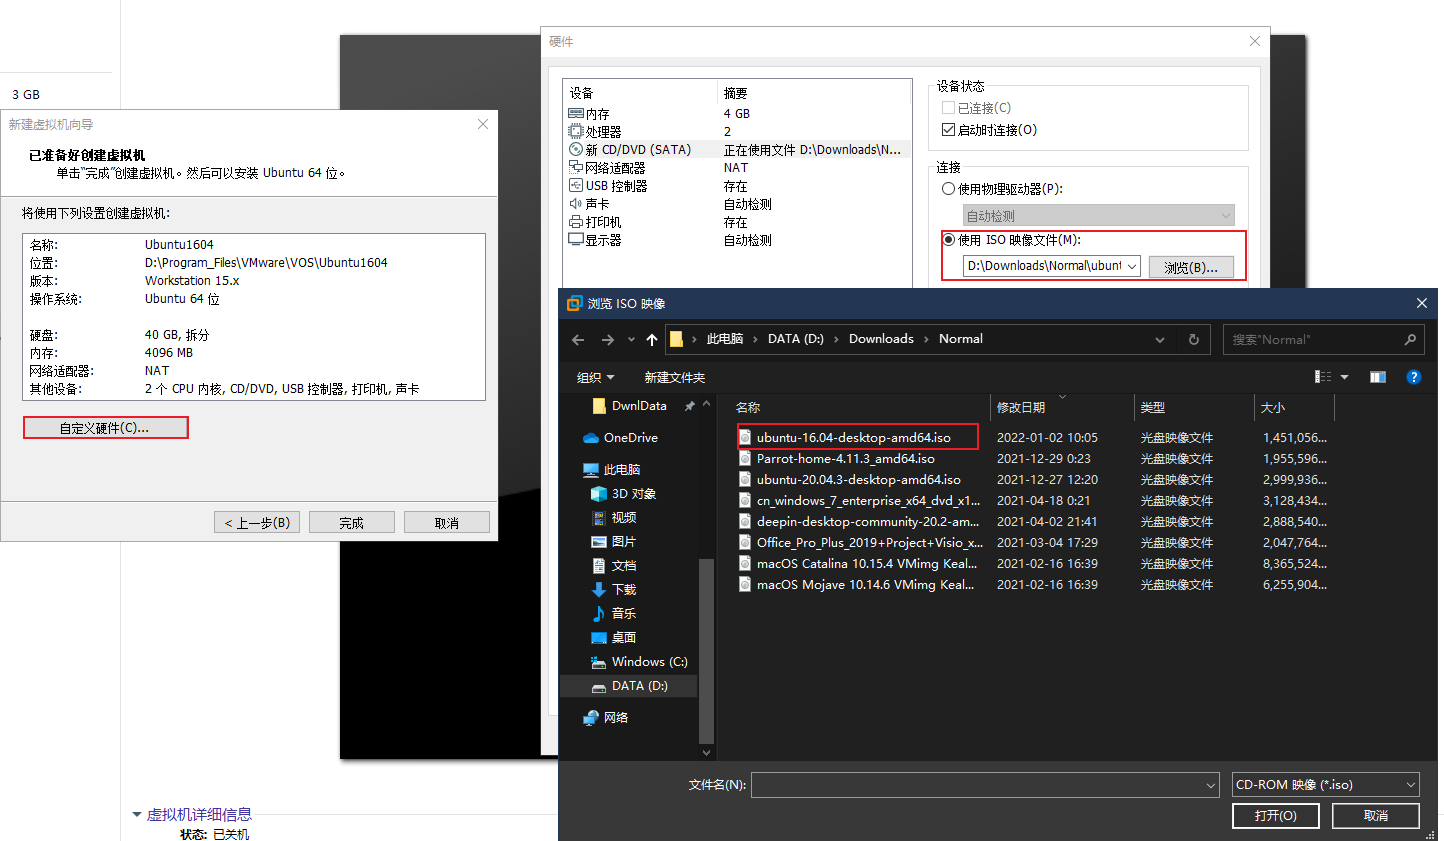 3 GB
新建虚拟机向导
已准备好创建虚拟机
单击“完成”创建虚拟机。然后可以安装 Ubuntu 64 位。
将使用下列设置创建虚拟机:
名称: Ubuntu1604
位置: D:\Program_Files\VMware\VOS\Ubuntu1604
版本: Workstation 15.x
操作系统: Ubuntu 64 位
硬盘: 40 GB, 拆分
内存: 4096 MB
网络适配器: NAT
其他设备: 2 个 CPU 内核, CD/DVD, USB 控制器, 打印机, 声卡
自定义硬件(C)...
< 上一步(B) 完成 取消
硬件
设备 摘要
内存 4 GB
处理器 2
新 CD/DVD (SATA) 正在使用文件 D:\Downloads\N...
网络适配器 NAT
USB 控制器 存在
声卡 自动检测
打印机 存在
显示器 自动检测
设备状态
已连接(C)
启动时连接(O)
连接
使用物理驱动器(P):
自动检测
使用 ISO 映像文件(M):
D:\Downloads\Normal\ubunt 浏览(B)...
浏览 ISO 映像
此电脑 › DATA (D:) › Downloads › Normal
搜索"Normal"
组织 新建文件夹
DwnlData
OneDrive
此电脑
3D 对象
视频
图片
文档
下载
音乐
桌面
Windows (C:)
DATA (D:)
网络
名称 修改日期 类型 大小
ubuntu-16.04-desktop-amd64.iso 2022-01-02 10:05 光盘映像文件 1,451,056...
Parrot-home-4.11.3_amd64.iso 2021-12-29 0:23 光盘映像文件 1,955,596...
ubuntu-20.04.3-desktop-amd64.iso 2021-12-27 12:20 光盘映像文件 2,999,936...
cn_windows_7_enterprise_x64_dvd_x1... 2021-04-18 0:21 光盘映像文件 3,128,434...
deepin-desktop-community-20.2-am... 2021-04-02 21:41 光盘映像文件 2,888,540...
Office_Pro_Plus_2019+Project+Visio_x... 2021-03-04 17:29 光盘映像文件 2,047,764...
macOS Catalina 10.15.4 VMimg Keal... 2021-02-16 16:39 光盘映像文件 8,365,524...
macOS Mojave 10.14.6 VMimg Keal... 2021-02-16 16:39 光盘映像文件 6,255,904...
文件名(N): CD-ROM 映像 (*.iso)
打开(O) 取消
虚拟机详细信息
状态: 已关机